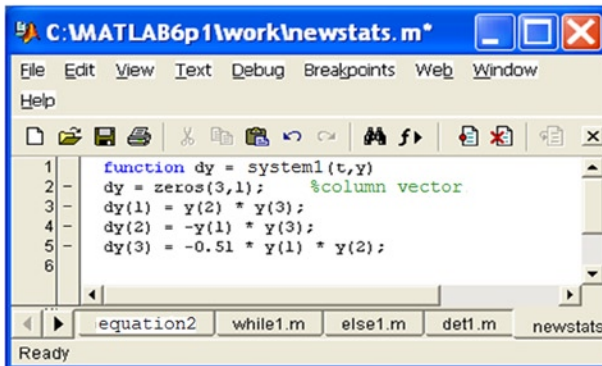 C:\MATLAB6p1\work\newstats.m*
File Edit View Text Debug Breakpoints Web Window
Help
1 function dy = system1(t,y)
2 - dy = zeros(3,1); %column vector
3 - dy(1) = y(2) * y(3);
4 - dy(2) = -y(1) * y(3);
5 - dy(3) = -0.51 * y(1) * y(2);
6
equation2 while1.m else1.m det1.m newstats
Ready